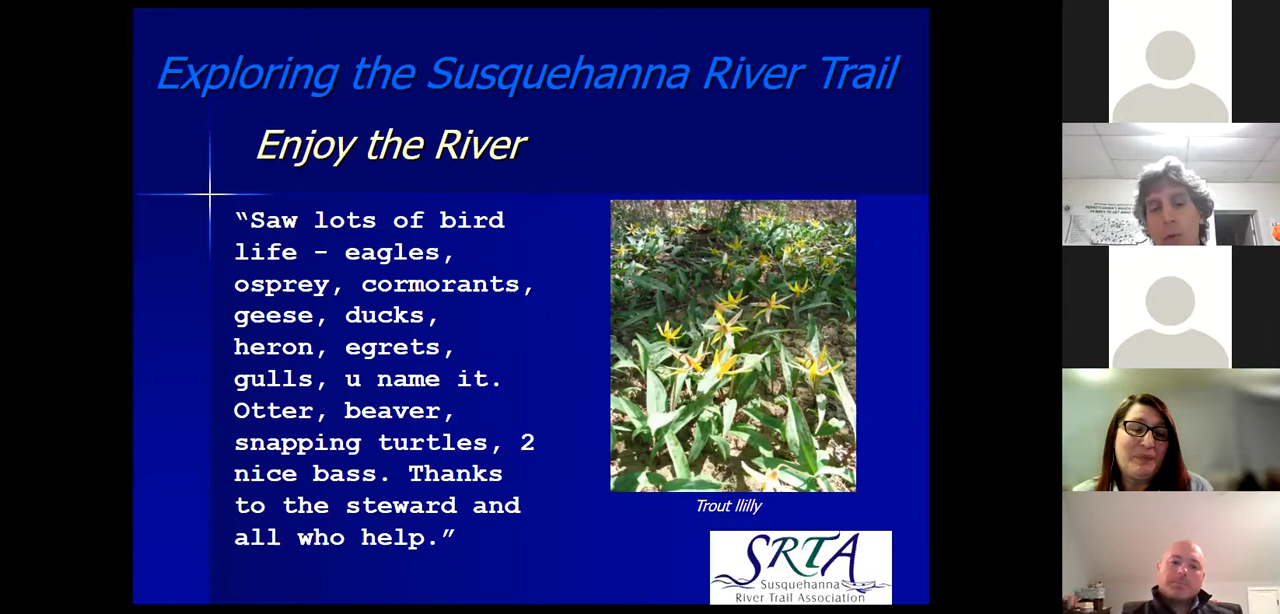 Exploring the Susquehanna River Trail
Enjoy the River
“Saw lots of bird
life – eagles,
osprey, cormorants,
geese, ducks,
heron, egrets,
gulls, u name it.
Otter, beaver,
snapping turtles, 2
nice bass. Thanks
to the steward and
all who help.”
Trout llilly
SRTA
Susquehanna
River Trail Association